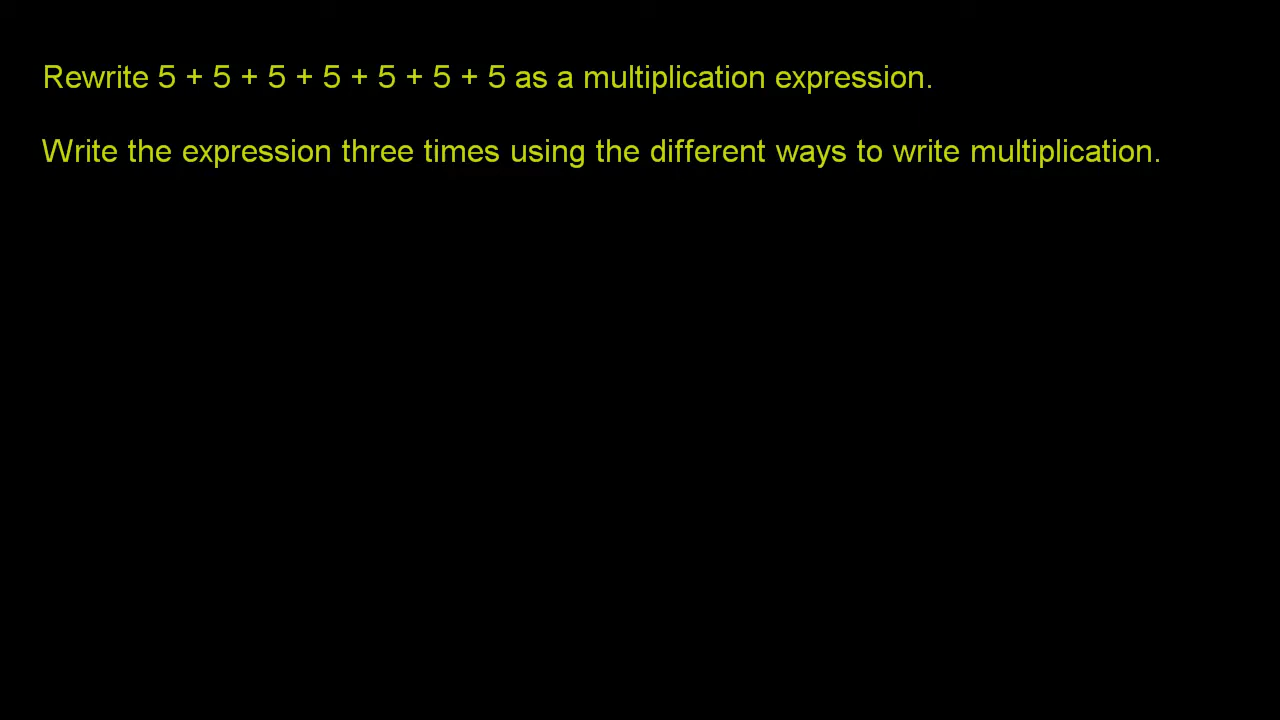 Rewrite 5 + 5 + 5 + 5 + 5 + 5 + 5 as a multiplication expression.
Write the expression three times using the different ways to write multiplication.